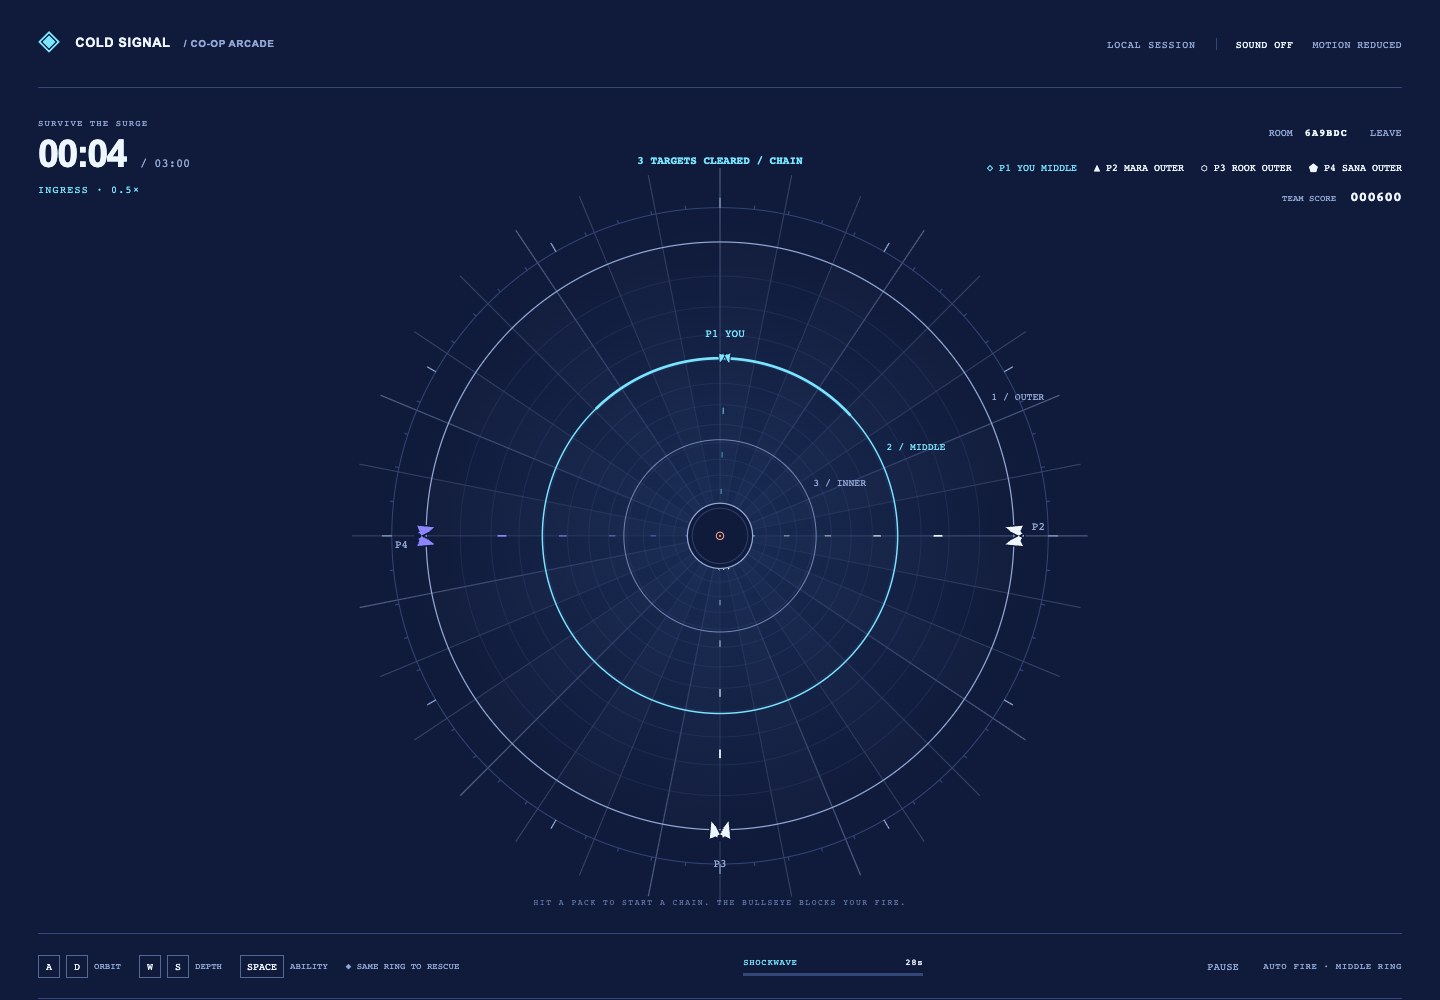 COLD SIGNAL / CO-OP ARCADE
LOCAL SESSION SOUND OFF MOTION REDUCED
SURVIVE THE SURGE
00:04 / 03:00
INGRESS · 0.5×
3 TARGETS CLEARED / CHAIN
ROOM 6A9BDC LEAVE
P1 YOU MIDDLE P2 MARA OUTER P3 ROOK OUTER P4 SANA OUTER
TEAM SCORE 000600
P1 YOU
1 / OUTER
2 / MIDDLE
3 / INNER
P2
P4
P3
HIT A PACK TO START A CHAIN. THE BULLSEYE BLOCKS YOUR FIRE.
A D ORBIT W S DEPTH SPACE ABILITY SAME RING TO RESCUE
SHOCKWAVE 28s
PAUSE AUTO FIRE · MIDDLE RING